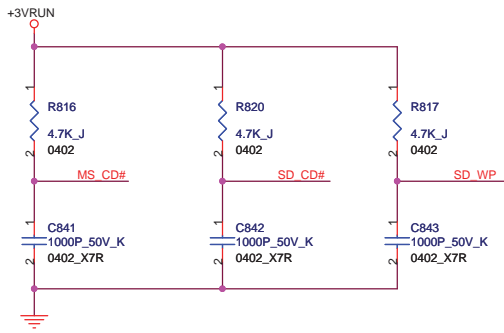 +3VRUN
1 R816 1 R820 1 R817
4.7K_J 4.7K_J 4.7K_J
2 0402 2 0402 2 0402
MS_CD# SD_CD# SD_WP
1 C841 1 C842 1 C843
1000P_50V_K 1000P_50V_K 1000P_50V_K
2 0402_X7R 2 0402_X7R 2 0402_X7R